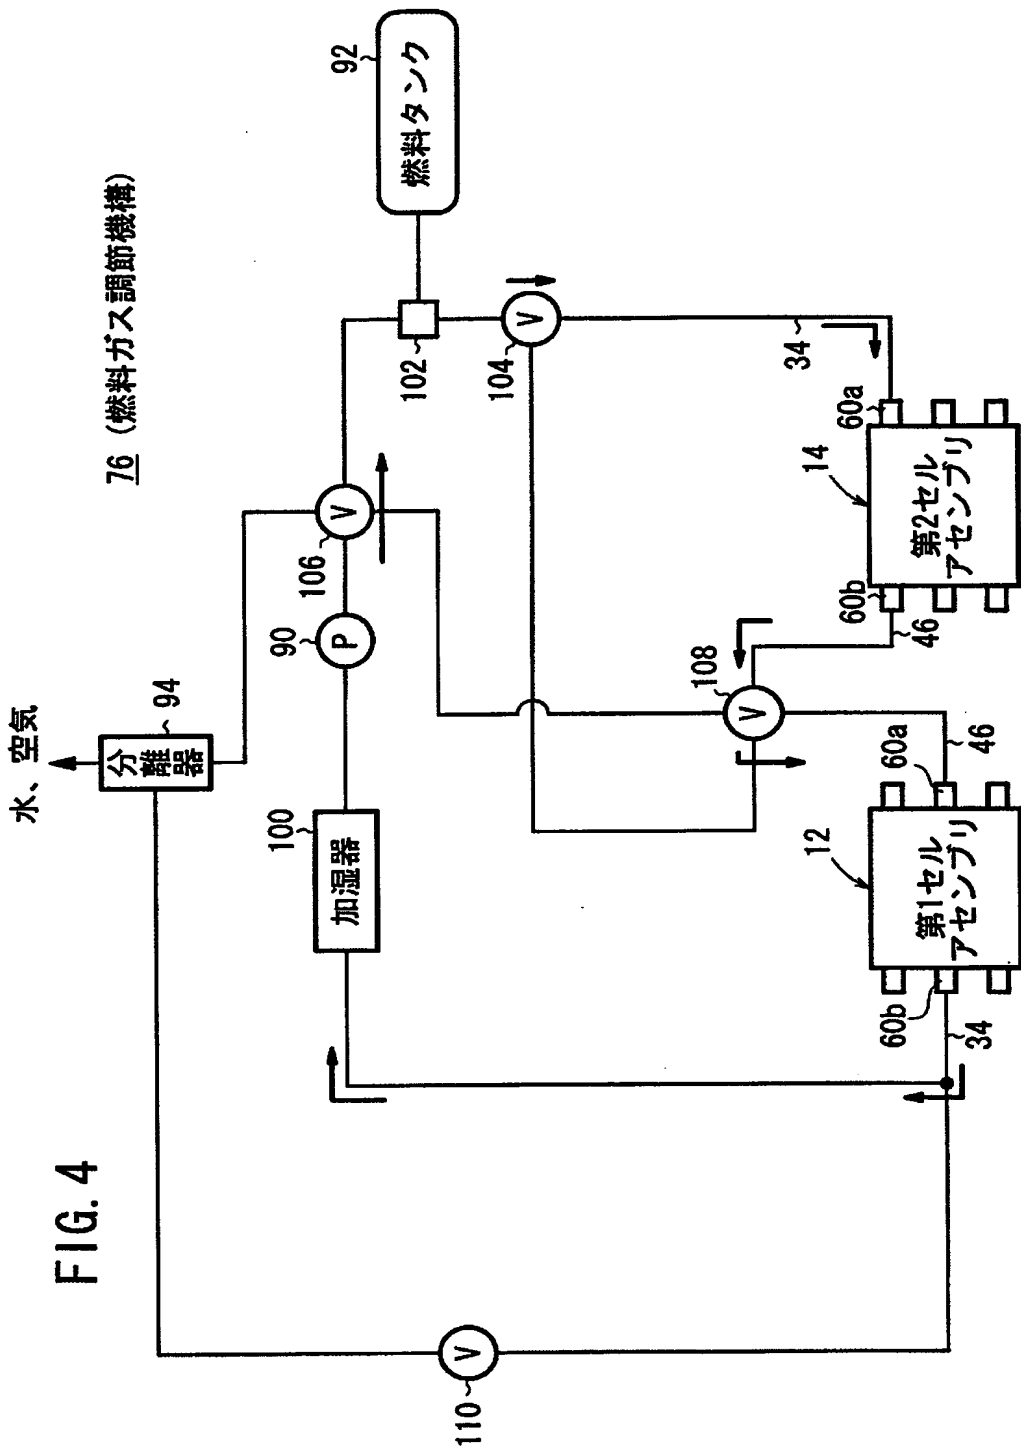 FIG. 4
76 (燃料ガス調節機構)
水、空気
分離器
94
加湿器
100
P
90
V
106
102
燃料タンク
92
V
104
V
110
V
108
34
60b
第1セル
アセンブリ
12
60a
46
46
60b
第2セル
アセンブリ
14
60a
34